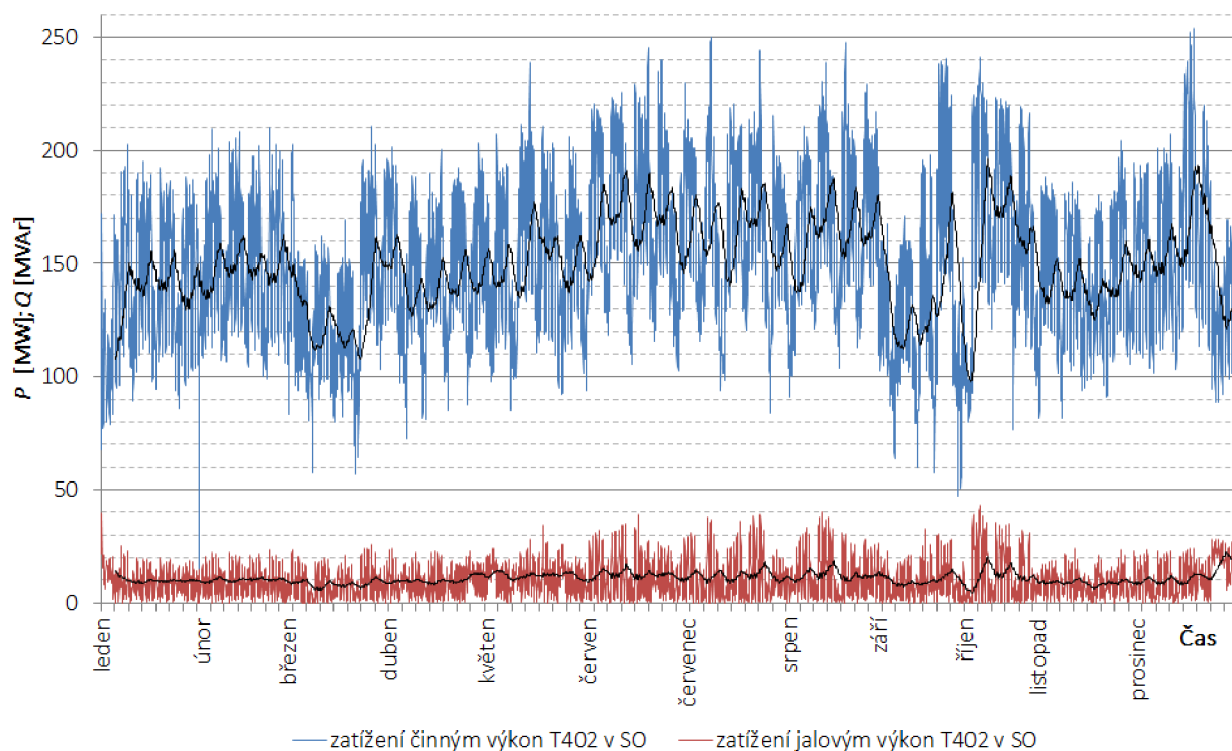 P [MW]; Q [MVAr]
250
200
150
100
50
0
leden
únor
březen
duben
květen
červen
červenec
srpen
září
říjen
listopad
prosinec
Čas
zatížení činným výkon T402 v SO
zatížení jalovým výkon T402 v SO